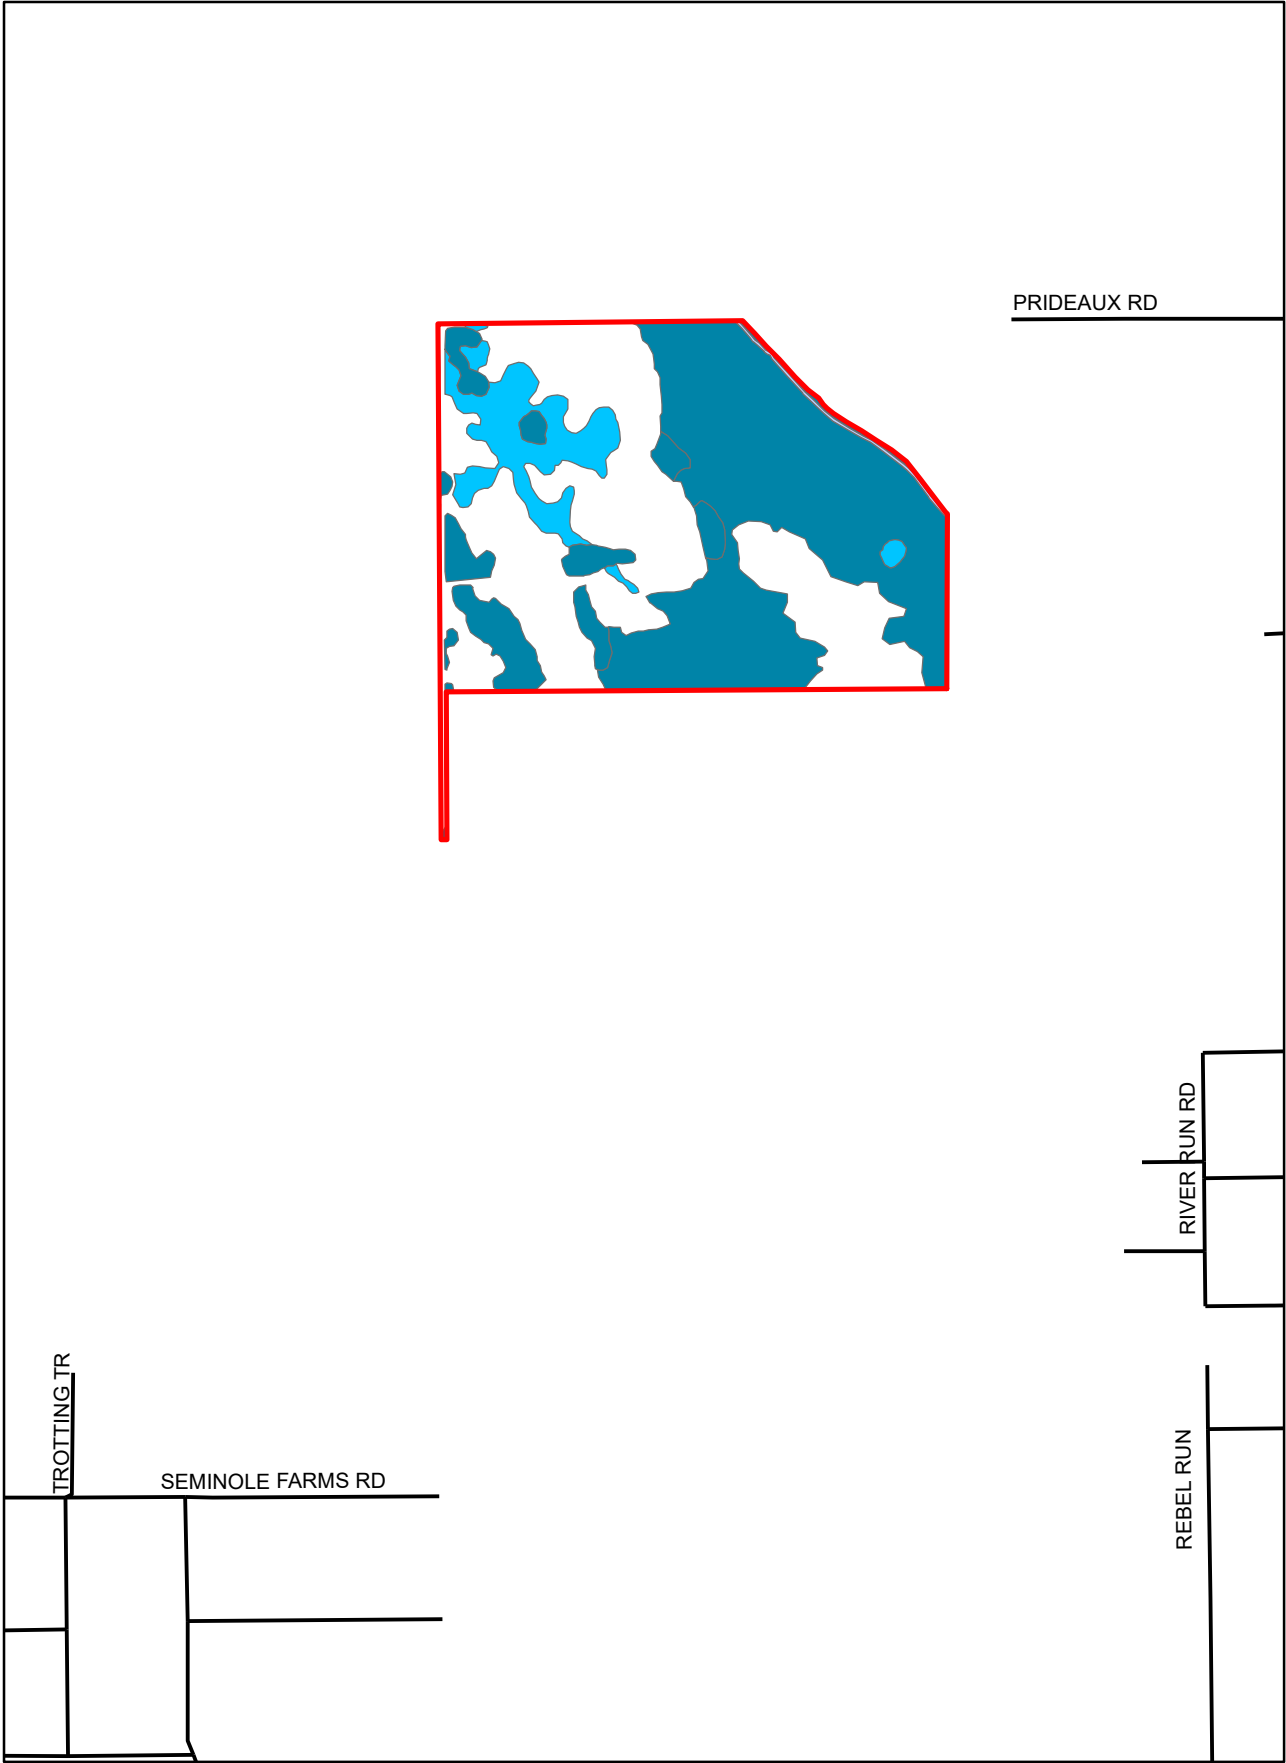 PRIDEAUX RD
RIVER RUN RD
TROTTING TR
SEMINOLE FARMS RD
REBEL RUN